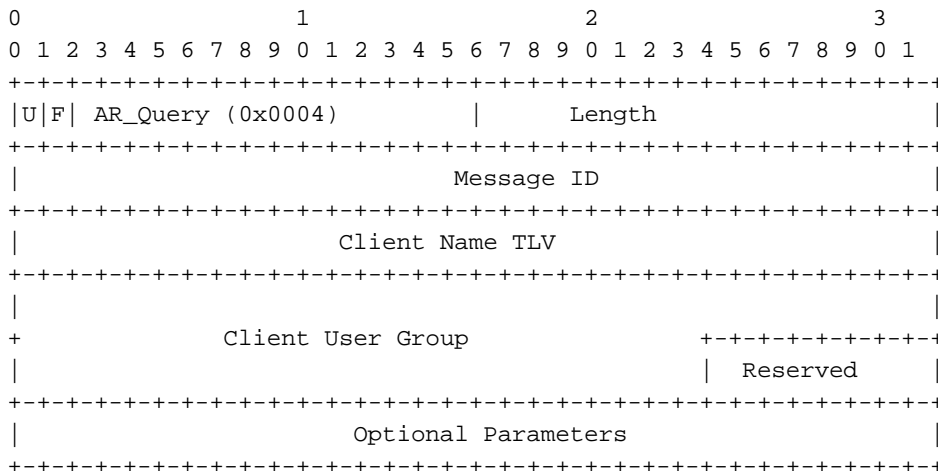 0                   1                   2                   3
0 1 2 3 4 5 6 7 8 9 0 1 2 3 4 5 6 7 8 9 0 1 2 3 4 5 6 7 8 9 0 1
+-+-+-+-+-+-+-+-+-+-+-+-+-+-+-+-+-+-+-+-+-+-+-+-+-+-+-+-+-+-+-+-+
|U|F| AR_Query (0x0004)         |      Length                   |
+-+-+-+-+-+-+-+-+-+-+-+-+-+-+-+-+-+-+-+-+-+-+-+-+-+-+-+-+-+-+-+-+
|                              Message ID                       |
+-+-+-+-+-+-+-+-+-+-+-+-+-+-+-+-+-+-+-+-+-+-+-+-+-+-+-+-+-+-+-+-+
|                      Client Name TLV                          |
+-+-+-+-+-+-+-+-+-+-+-+-+-+-+-+-+-+-+-+-+-+-+-+-+-+-+-+-+-+-+-+-+
|                                                               |
+              Client User Group                +-+-+-+-+-+-+-+-+
|                                               |  Reserved     |
+-+-+-+-+-+-+-+-+-+-+-+-+-+-+-+-+-+-+-+-+-+-+-+-+-+-+-+-+-+-+-+-+
|                       Optional Parameters                     |
+-+-+-+-+-+-+-+-+-+-+-+-+-+-+-+-+-+-+-+-+-+-+-+-+-+-+-+-+-+-+-+-+